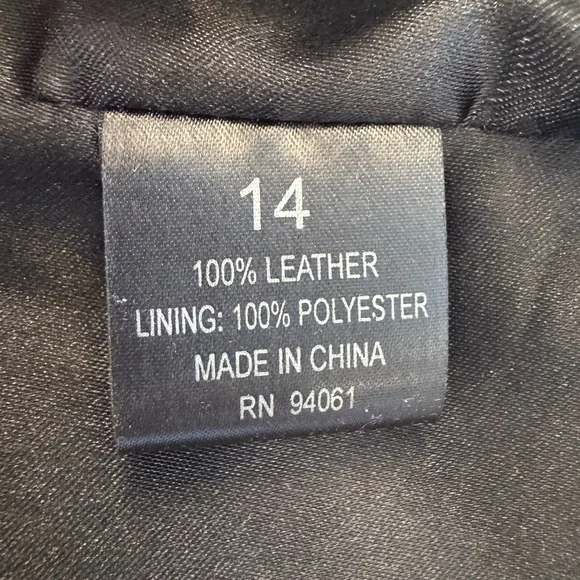 14
100% LEATHER
LINING: 100% POLYESTER
MADE IN CHINA
RN 94061